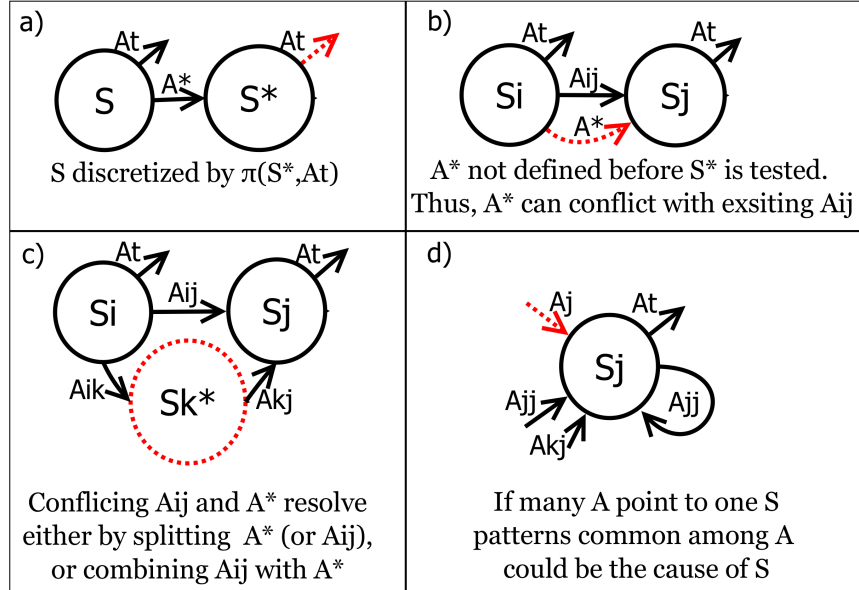 a)
At
At
A*
S
S*
S discretized by π(S*,At)
b)
At
At
Aij
Si
Sj
A*
A* not defined before S* is tested.
Thus, A* can conflict with exsiting Aij
c)
At
At
Aij
Si
Sj
Aik
Sk*
Akj
Conflicing Aij and A* resolve
either by splitting A* (or Aij),
or combining Aij with A*
d)
Aj
At
Sj
Ajj
Ajj
Akj
If many A point to one S
patterns common among A
could be the cause of S